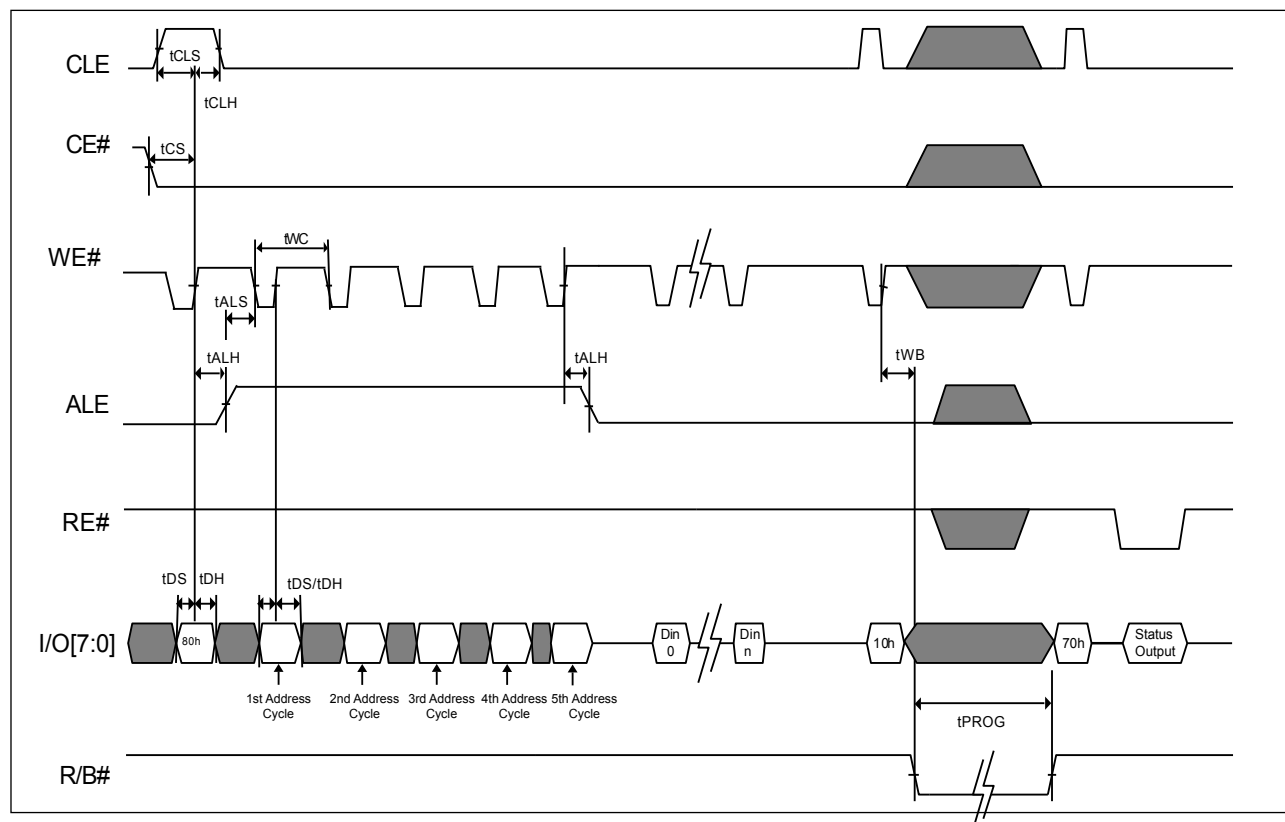 CLE
tCLS
tCLH
CE#
tCS
WE#
tWC
tALS
tALH
tALH
tWB
ALE
RE#
tDS
tDH
tDS/tDH
I/O[7:0]
80h
Din
0
Din
n
10h
70h
Status
Output
1st Address
Cycle
2nd Address
Cycle
3rd Address
Cycle
4th Address
Cycle
5th Address
Cycle
tPROG
R/B#